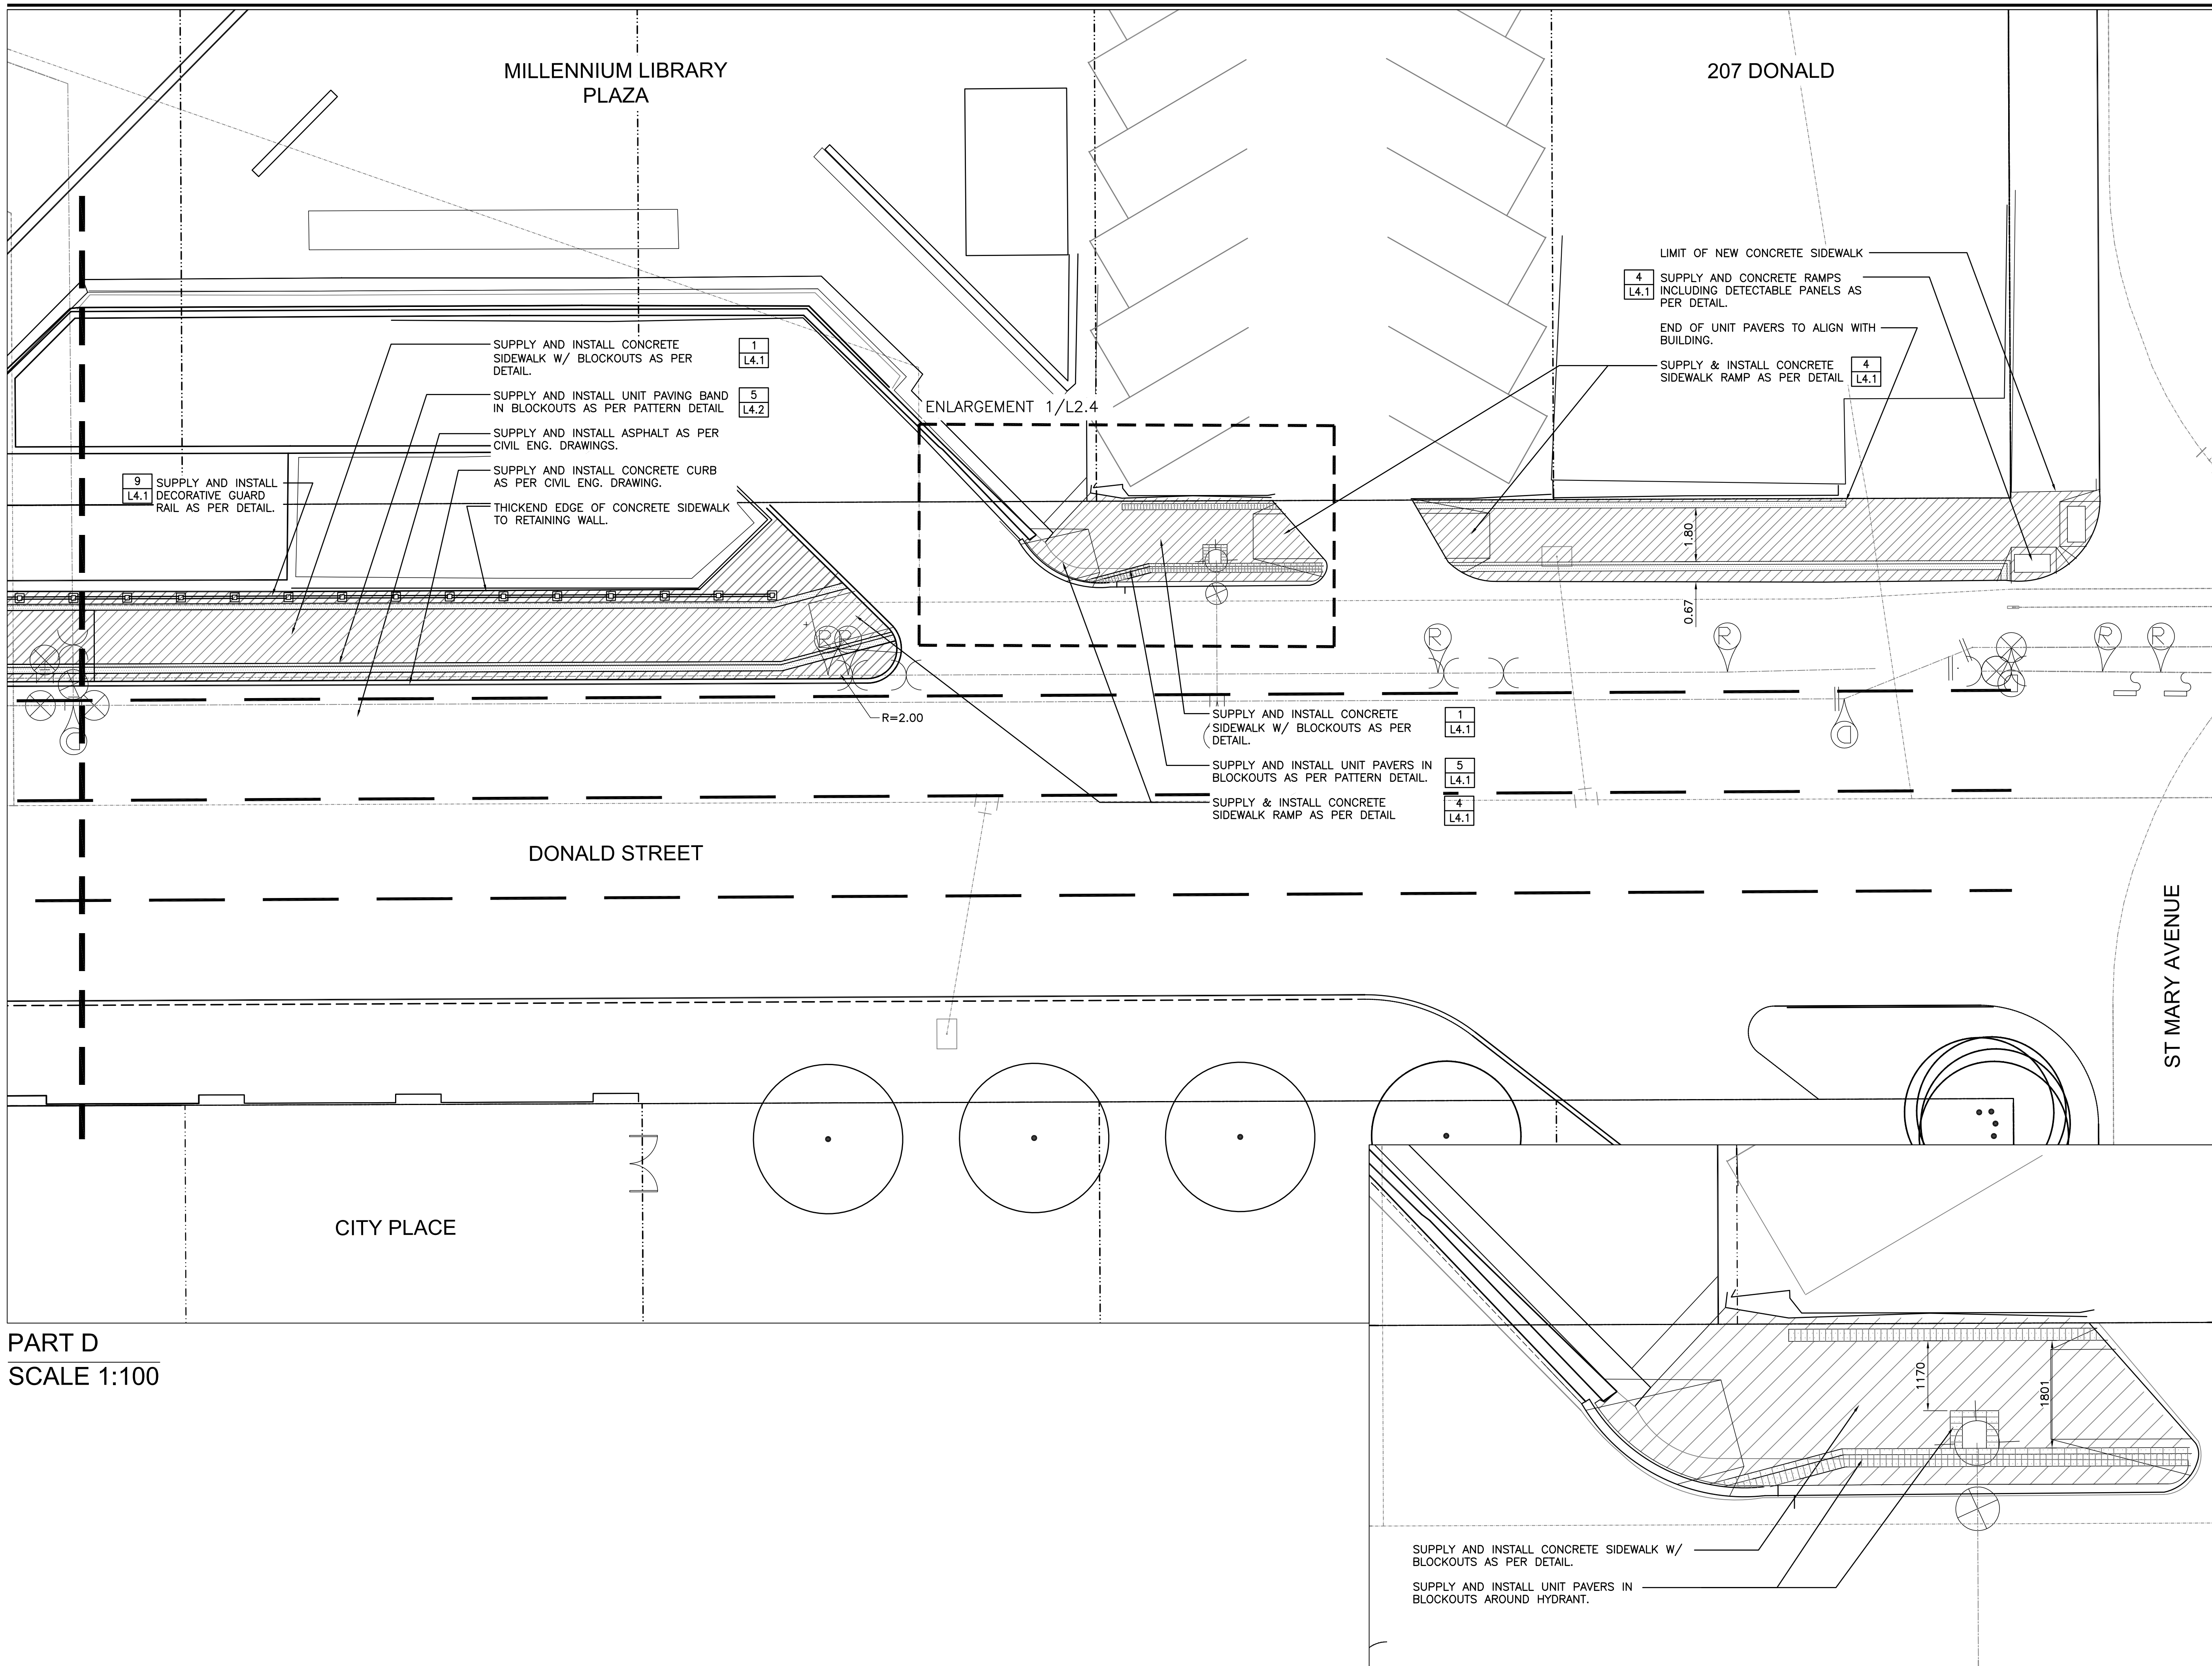 MILLENNIUM LIBRARY
PLAZA
207 DONALD
LIMIT OF NEW CONCRETE SIDEWALK
4
L4.1
SUPPLY AND CONCRETE RAMPS
INCLUDING DETECTABLE PANELS AS
PER DETAIL.
END OF UNIT PAVERS TO ALIGN WITH
BUILDING.
SUPPLY & INSTALL CONCRETE
SIDEWALK RAMP AS PER DETAIL
4
L4.1
SUPPLY AND INSTALL CONCRETE
SIDEWALK W/ BLOCKOUTS AS PER
DETAIL.
1
L4.1
SUPPLY AND INSTALL UNIT PAVING BAND
IN BLOCKOUTS AS PER PATTERN DETAIL
5
L4.2
SUPPLY AND INSTALL ASPHALT AS PER
CIVIL ENG. DRAWINGS.
SUPPLY AND INSTALL CONCRETE CURB
AS PER CIVIL ENG. DRAWING.
THICKEND EDGE OF CONCRETE SIDEWALK
TO RETAINING WALL.
9
L4.1
SUPPLY AND INSTALL
DECORATIVE GUARD
RAIL AS PER DETAIL.
ENLARGEMENT 1/L2.4
1.80
0.67
R
R
R
R
R
R
D
D
R=2.00
SUPPLY AND INSTALL CONCRETE
SIDEWALK W/ BLOCKOUTS AS PER
DETAIL.
1
L4.1
SUPPLY AND INSTALL UNIT PAVERS IN
BLOCKOUTS AS PER PATTERN DETAIL.
5
L4.1
SUPPLY & INSTALL CONCRETE
SIDEWALK RAMP AS PER DETAIL
4
L4.1
DONALD STREET
ST MARY AVENUE
CITY PLACE
PART D
SCALE 1:100
1170
1801
SUPPLY AND INSTALL CONCRETE SIDEWALK W/
BLOCKOUTS AS PER DETAIL.
SUPPLY AND INSTALL UNIT PAVERS IN
BLOCKOUTS AROUND HYDRANT.